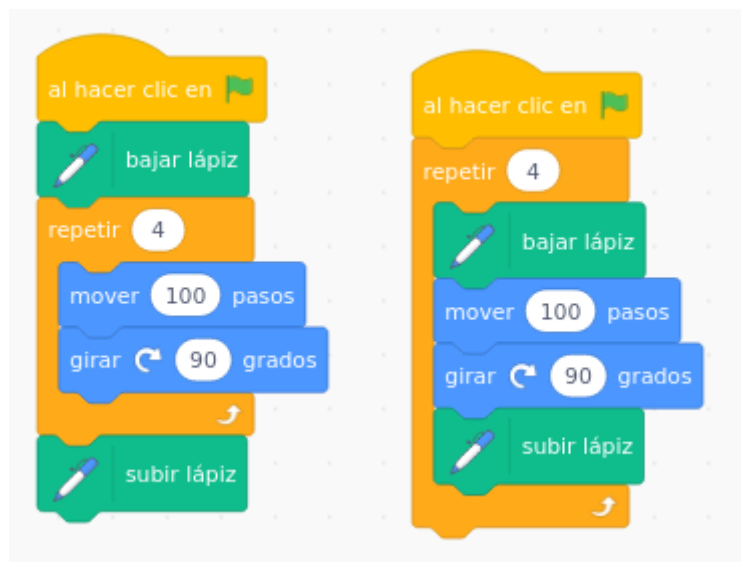 al hacer clic en
bajar lápiz
repetir 4
mover 100 pasos
girar 90 grados
subir lápiz
al hacer clic en
repetir 4
bajar lápiz
mover 100 pasos
girar 90 grados
subir lápiz